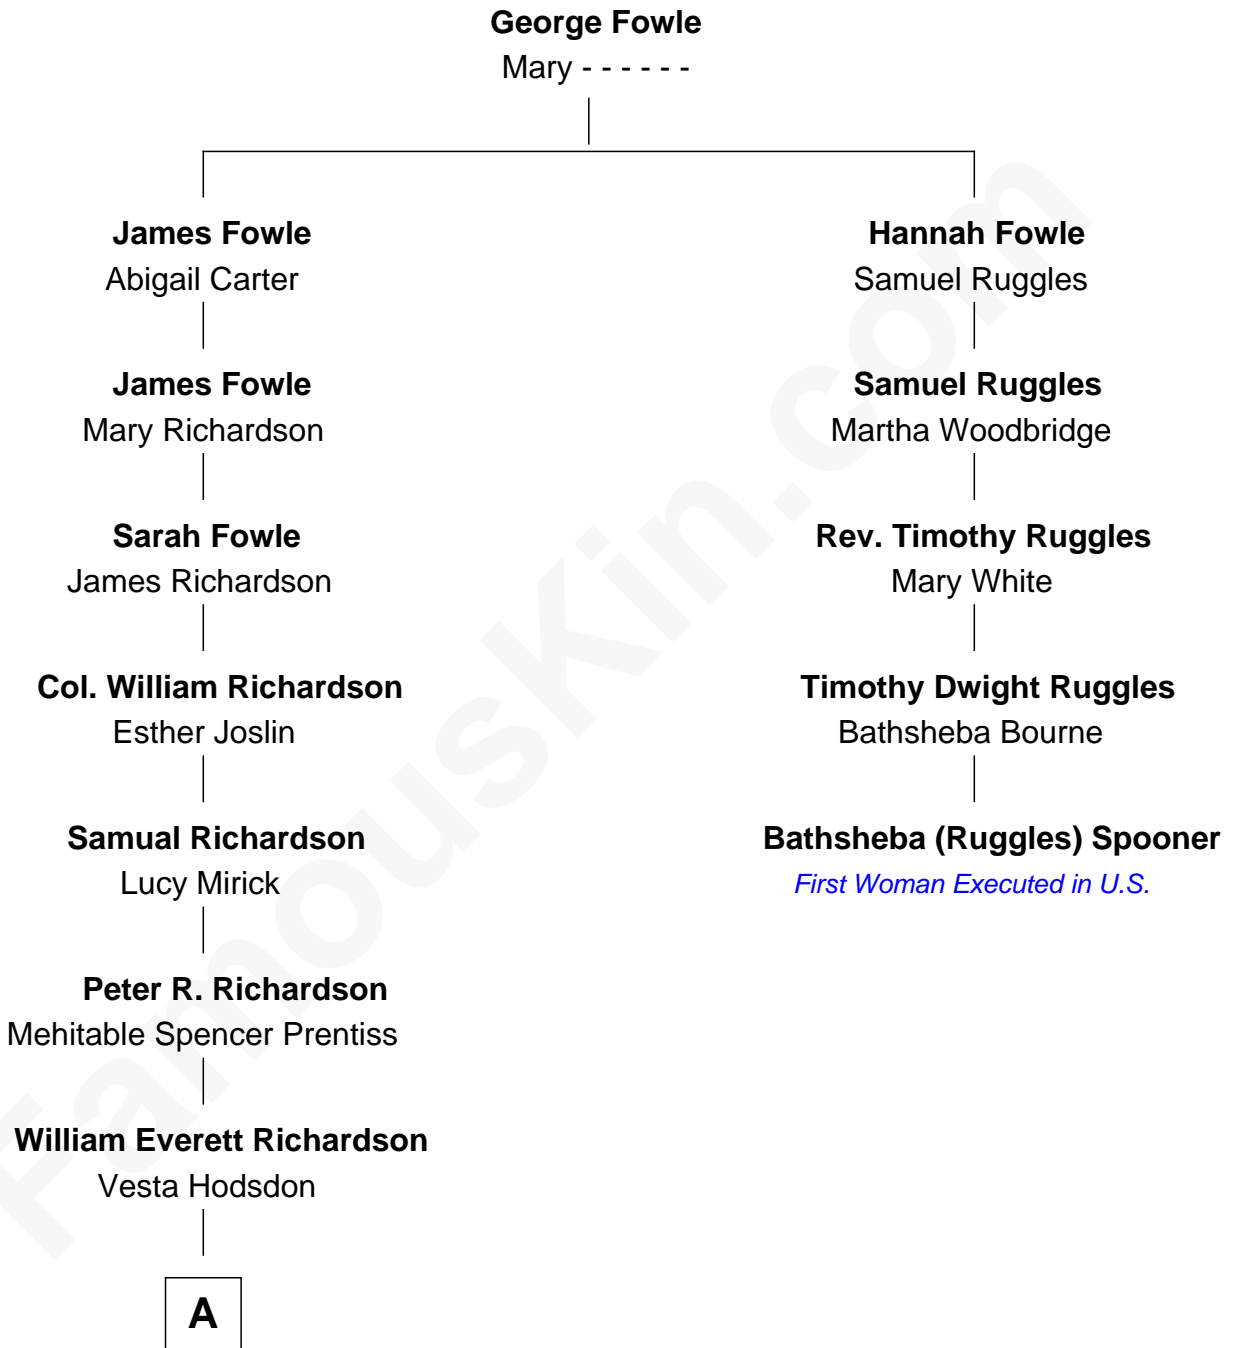 George Fowle
Mary - - - - - -
James Fowle
Abigail Carter
Hannah Fowle
Samuel Ruggles
James Fowle
Mary Richardson
Samuel Ruggles
Martha Woodbridge
Sarah Fowle
James Richardson
Rev. Timothy Ruggles
Mary White
Col. William Richardson
Esther Joslin
Timothy Dwight Ruggles
Bathsheba Bourne
Samual Richardson
Lucy Mirick
Bathsheba (Ruggles) Spooner
First Woman Executed in U.S.
Peter R. Richardson
Mehitable Spencer Prentiss
William Everett Richardson
Vesta Hodsdon
A
FamousKin.com